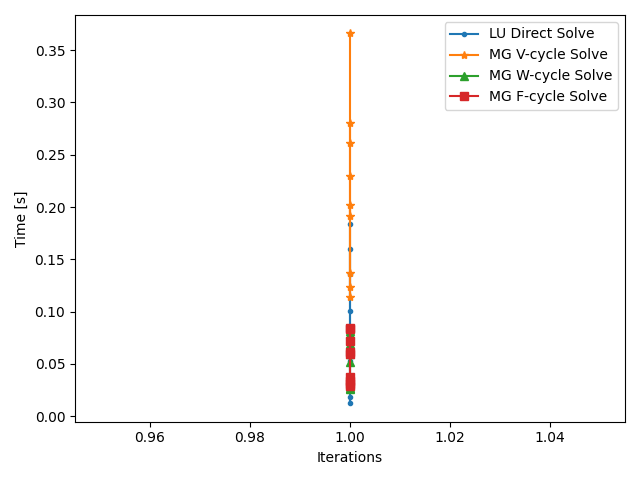 LU Direct Solve
MG V-cycle Solve
MG W-cycle Solve
MG F-cycle Solve
0.35
0.30
0.25
0.20
0.15
0.10
0.05
0.00
Time [s]
0.96 0.98 1.00 1.02 1.04
Iterations